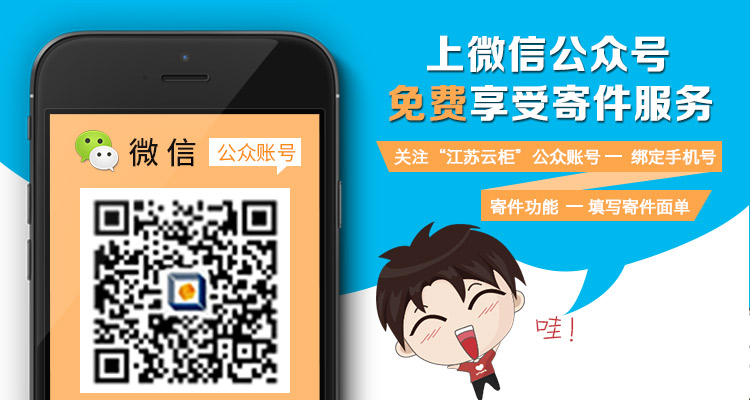 上微信公众号
免费享受寄件服务
关注“江苏云柜”公众账号 一 绑定手机号
寄件功能 一 填写寄件面单
微信 公众账号
哇！